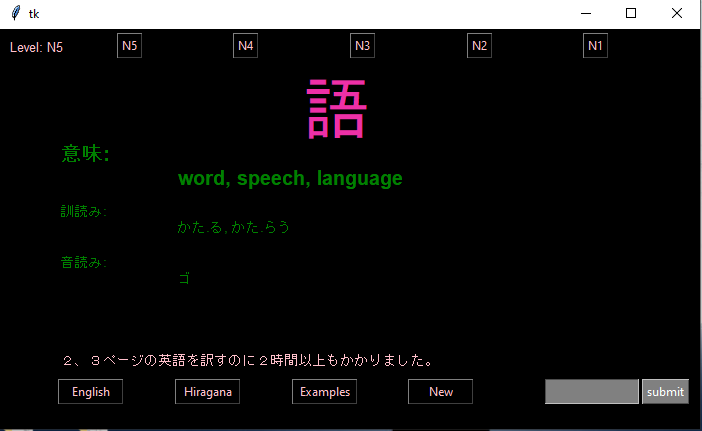 tk
Level: N5 N5 N4 N3 N2 N1
語
意味:
word, speech, language
訓読み:
かた.る,かた.らう
音読み:
ゴ
２、３ページの英語を訳すのに２時間以上もかかりました。
English Hiragana Examples New submit